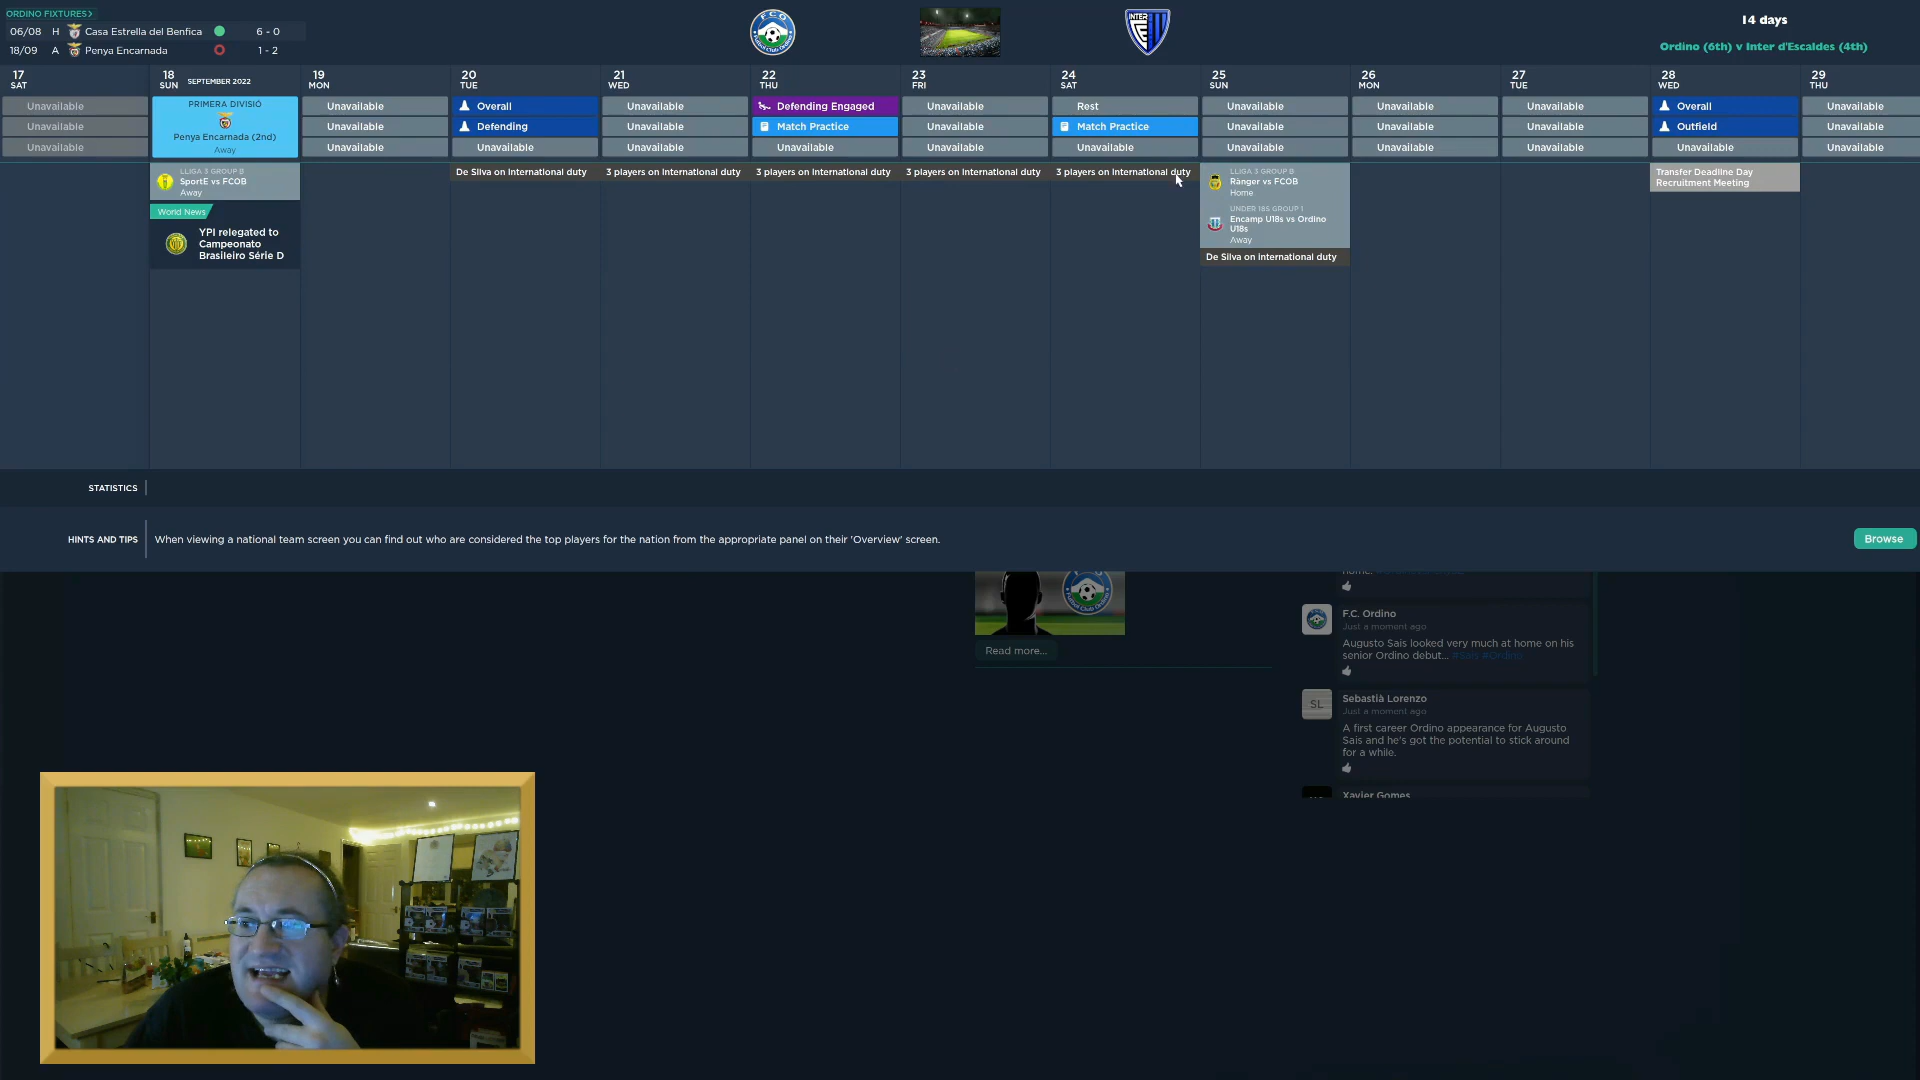 ORDINO FIXTURES>
06/08 H Casa Estrella del Benfica 6 - 0
18/09 A Penya Encarnada 1 - 2
14 days
Ordino (6th) v Inter d'Escaldes (4th)
17 SAT
18 SUN SEPTEMBER 2022
19 MON
20 TUE
21 WED
22 THU
23 FRI
24 SAT
25 SUN
26 MON
27 TUE
28 WED
29 THU
Unavailable
Unavailable
Unavailable
PRIMERA DIVISIÓ
Penya Encarnada (2nd)
Away
Unavailable
Unavailable
Unavailable
Overall
Defending
Unavailable
Unavailable
Unavailable
Unavailable
Defending Engaged
Match Practice
Unavailable
Unavailable
Unavailable
Unavailable
Rest
Match Practice
Unavailable
Unavailable
Unavailable
Unavailable
Unavailable
Unavailable
Unavailable
Unavailable
Unavailable
Unavailable
Overall
Outfield
Unavailable
Unavailable
Unavailable
Unavailable
LLIGA 3 GROUP B
SportE vs FCOB
Away
World News
YPI relegated to
Campeonato
Brasileiro Série D
De Silva on international duty
3 players on international duty
3 players on international duty
3 players on international duty
3 players on international duty
LLIGA 3 GROUP B
Rànger vs FCOB
Home
UNDER 18S GROUP 1
Encamp U18s vs Ordino
U18s
Away
De Silva on international duty
Transfer Deadline Day
Recruitment Meeting
STATISTICS
HINTS AND TIPS
When viewing a national team screen you can find out who are considered the top players for the nation from the appropriate panel on their 'Overview' screen.
Browse
Read more...
F.C. Ordino
Just a moment ago
Augusto Sais looked very much at home on his
senior Ordino debut... #Sais #Ordino
SL
Sebastià Lorenzo
Just a moment ago
A first career Ordino appearance for Augusto
Sais and he's got the potential to stick around
for a while.
Xavier Gomes